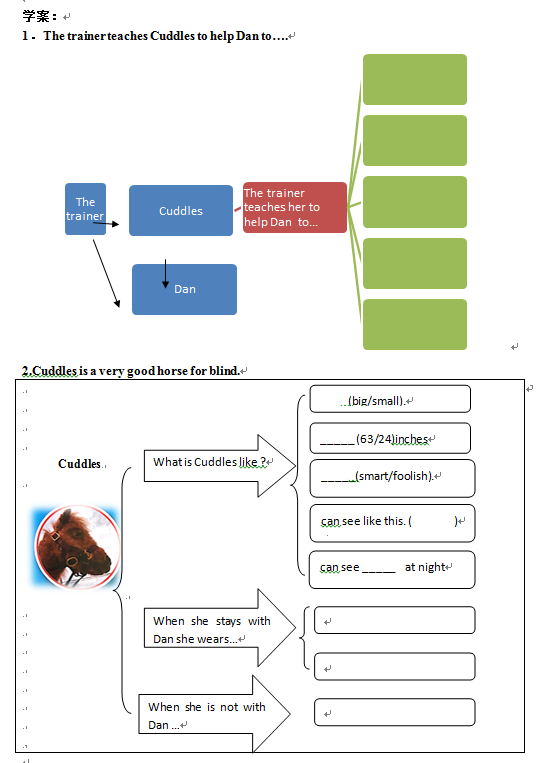 学案：
1. The trainer teaches Cuddles to help Dan to….
The
trainer
Cuddles
The trainer
teaches her to
help Dan to…
Dan
2.Cuddles is a very good horse for blind.
…(big/small).
_____(63/24)inches
Cuddles
What is Cuddles like ?
_____(smart/foolish).
can see like this. ( )
can see _____ at night
When she stays with
Dan she wears…
When she is not with
Dan …